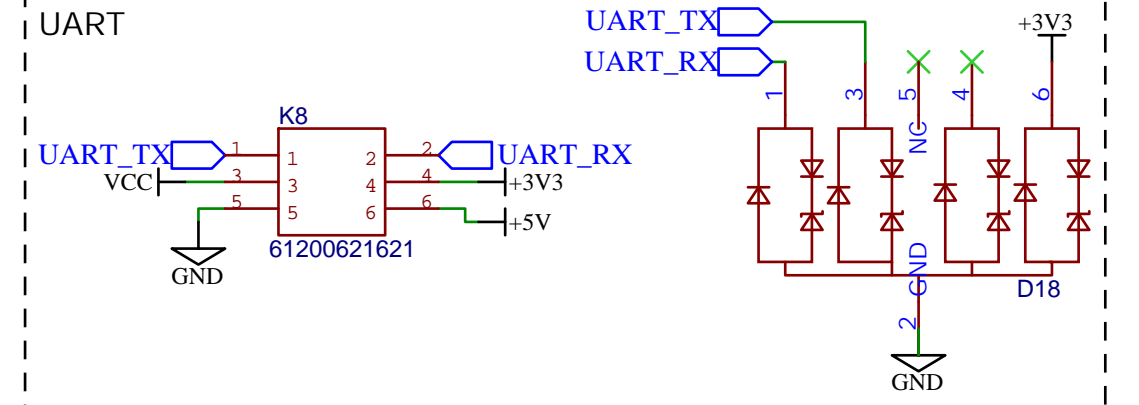 UART
K8
UART_TX 1 1 2 2 UART_RX
VCC 3 3 4 4 +3V3
5 5 6 6 +5V
GND
61200621621
UART_TX
UART_RX
+3V3
1 3 5 4 6
NC
GND
D18
2
GND